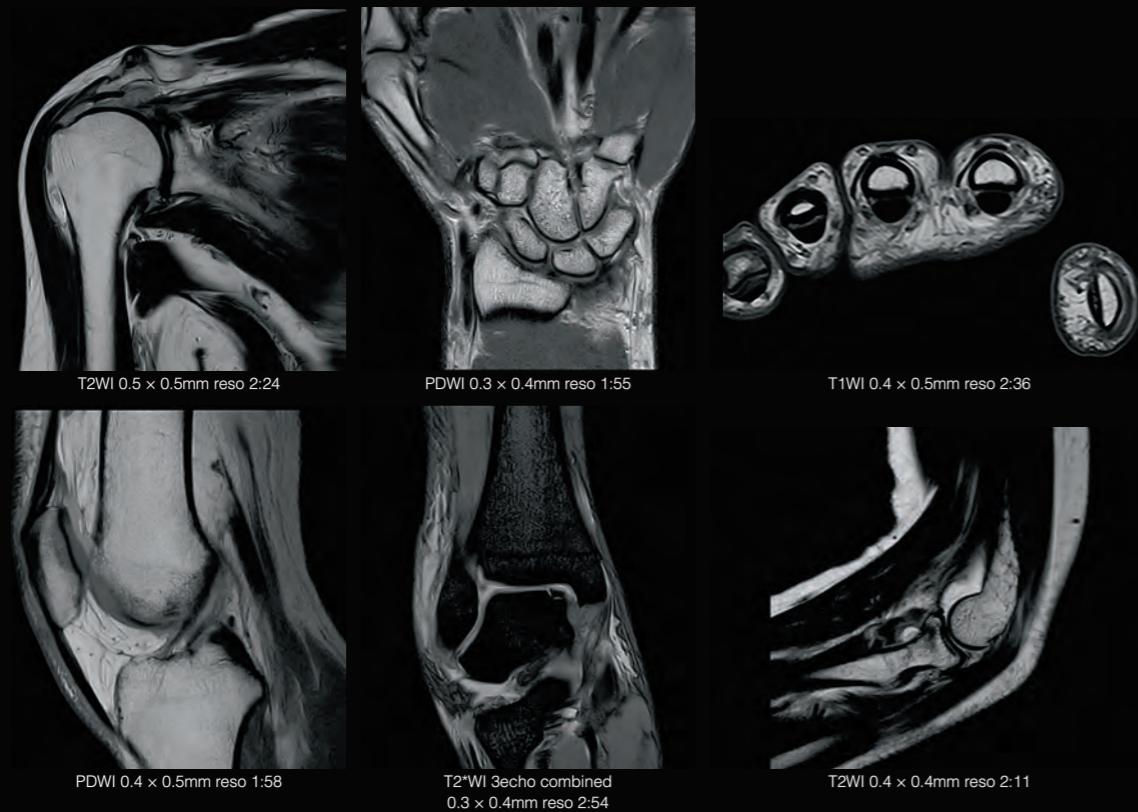 T2WI 0.5 × 0.5mm reso 2:24
PDWI 0.3 × 0.4mm reso 1:55
T1WI 0.4 × 0.5mm reso 2:36
PDWI 0.4 × 0.5mm reso 1:58
T2*WI 3echo combined
0.3 × 0.4mm reso 2:54
T2WI 0.4 × 0.4mm reso 2:11